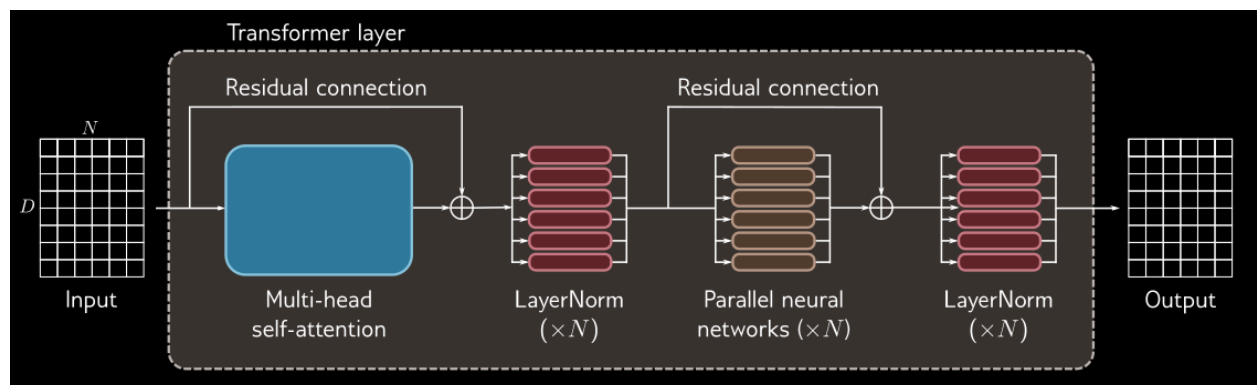 Transformer layer
Residual connection
Residual connection
N
D
Input
Multi-head
self-attention
LayerNorm
(×N)
Parallel neural
networks (×N)
LayerNorm
(×N)
Output